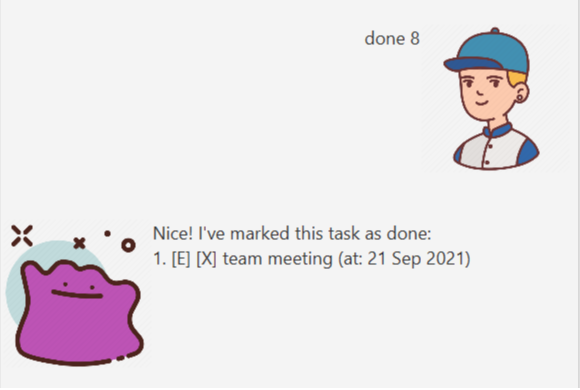 done 8
Nice! I've marked this task as done:
1. [E] [X] team meeting (at: 21 Sep 2021)